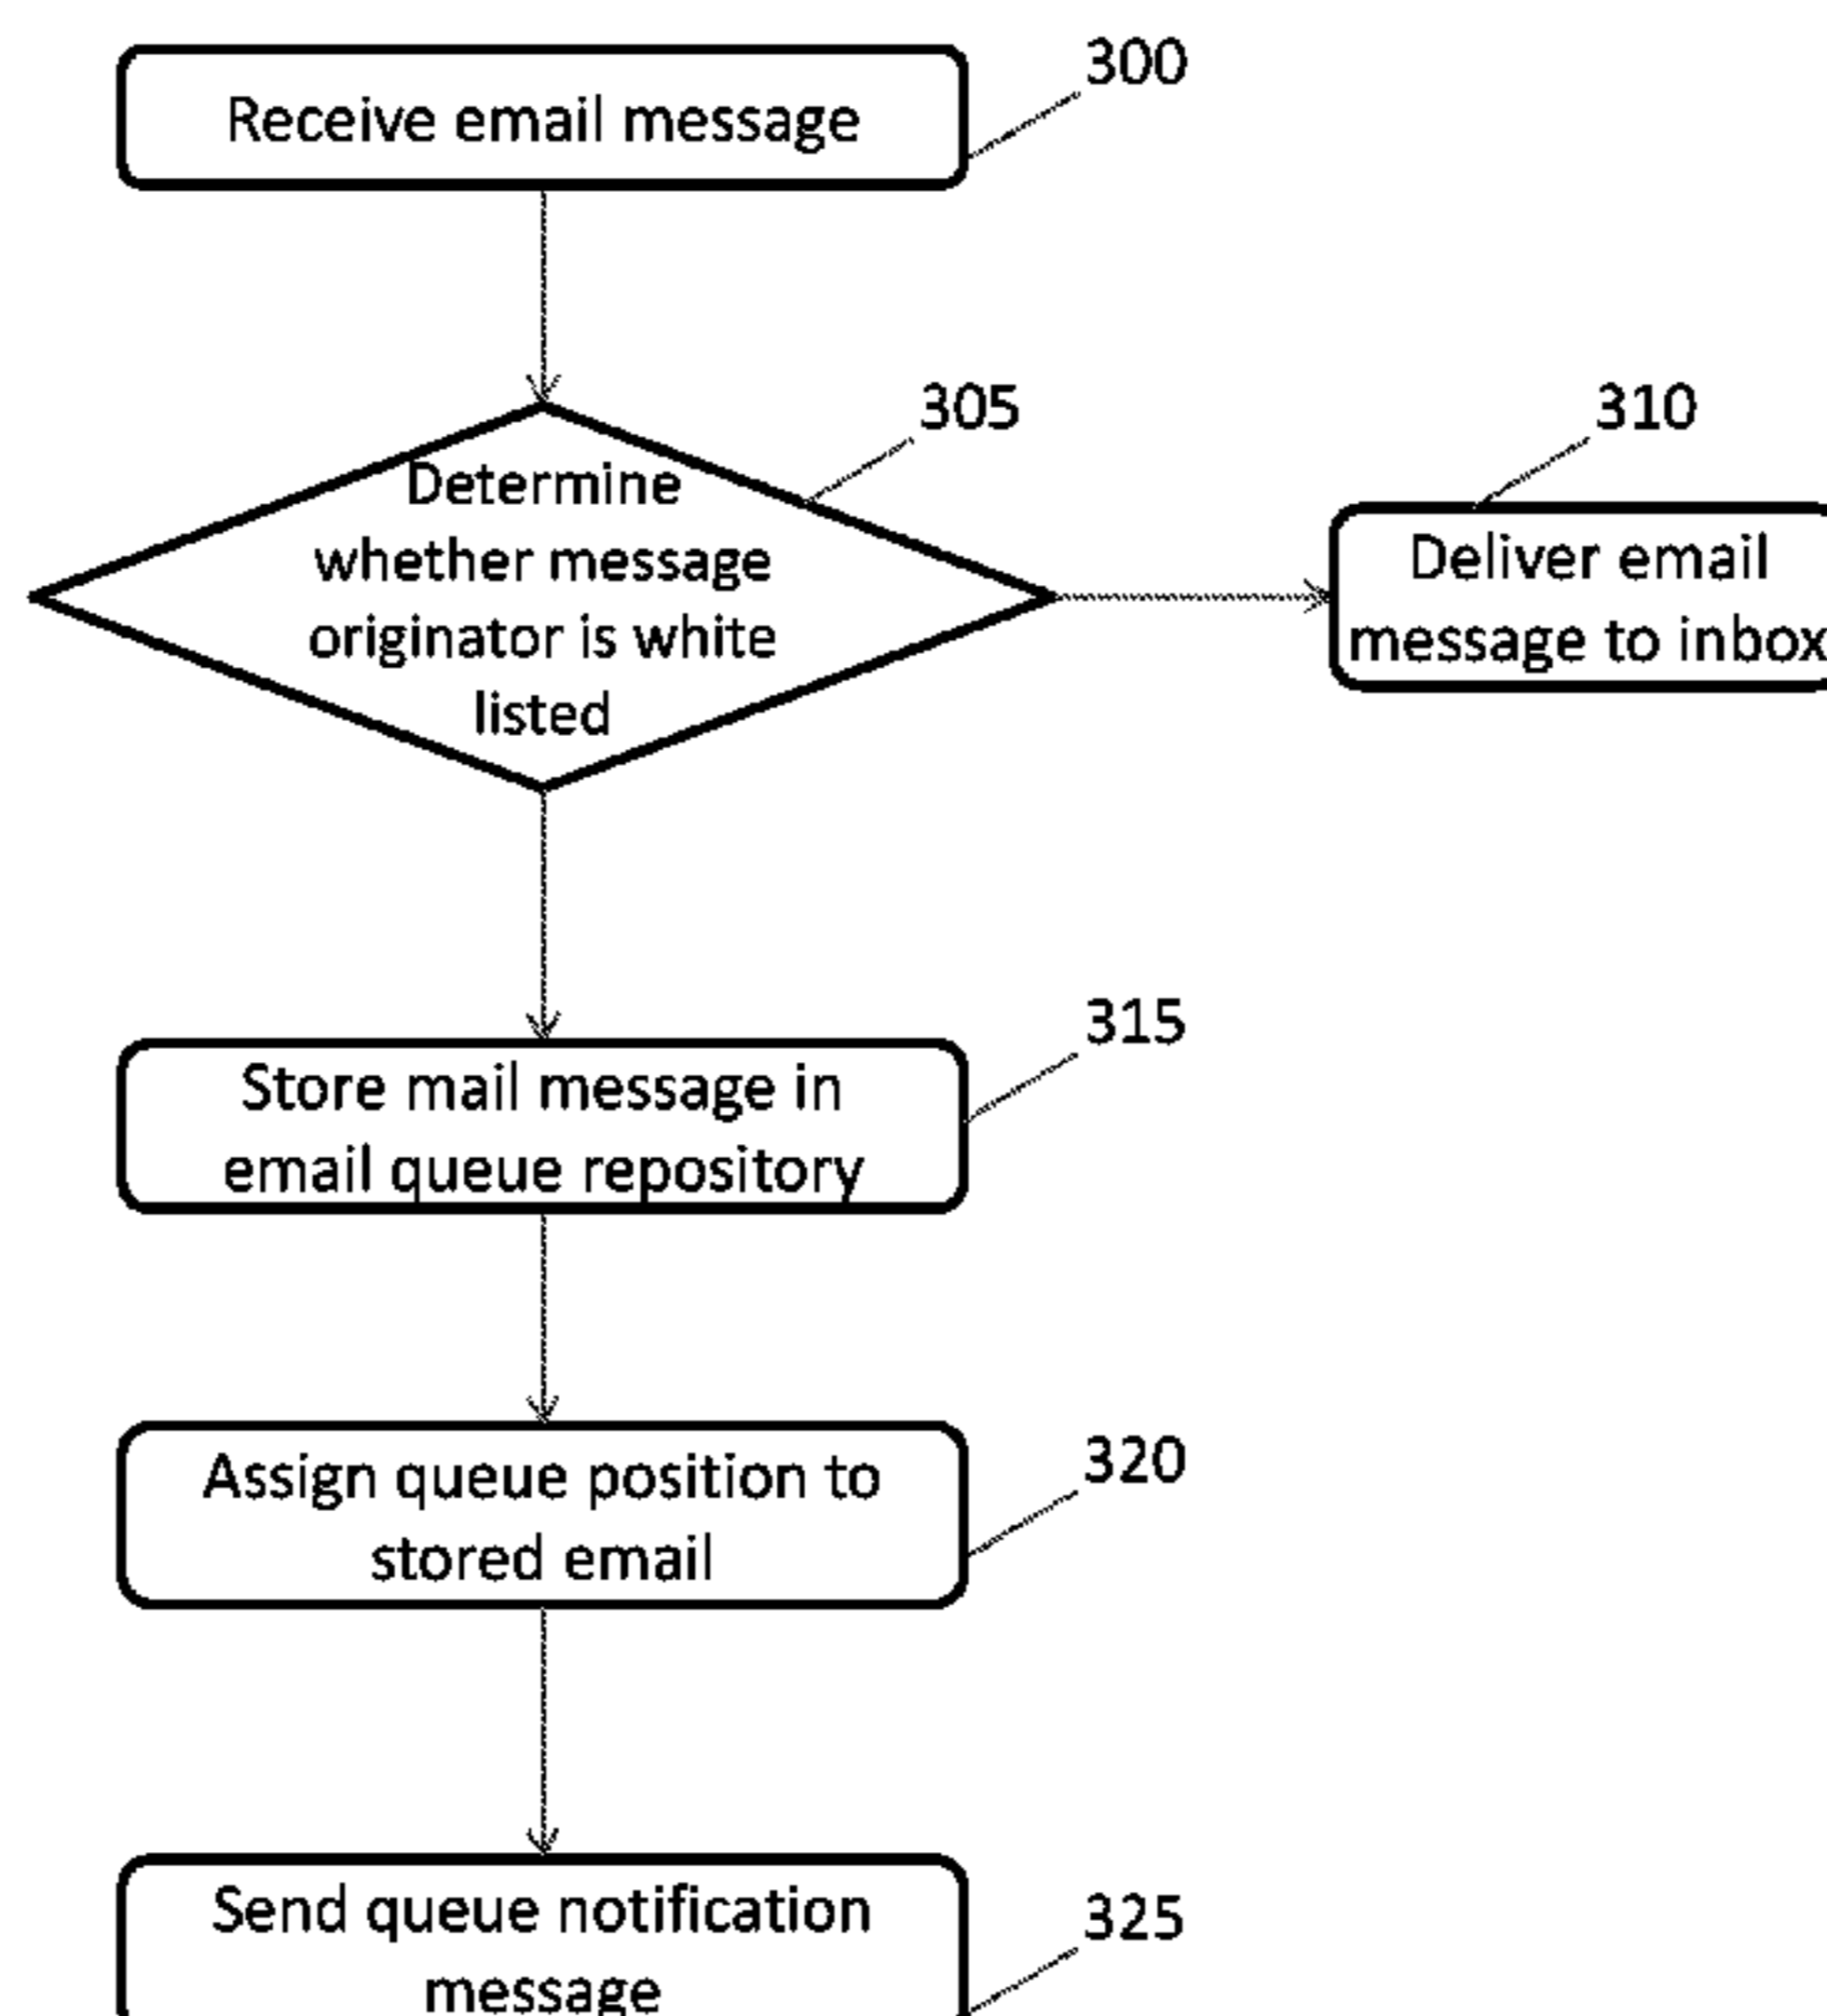 300
Receive email message
305
310
Determine
whether message
originator is white
listed
Deliver email
message to inbox
315
Store mail message in
email queue repository
320
Assign queue position to
stored email
325
Send queue notification
message